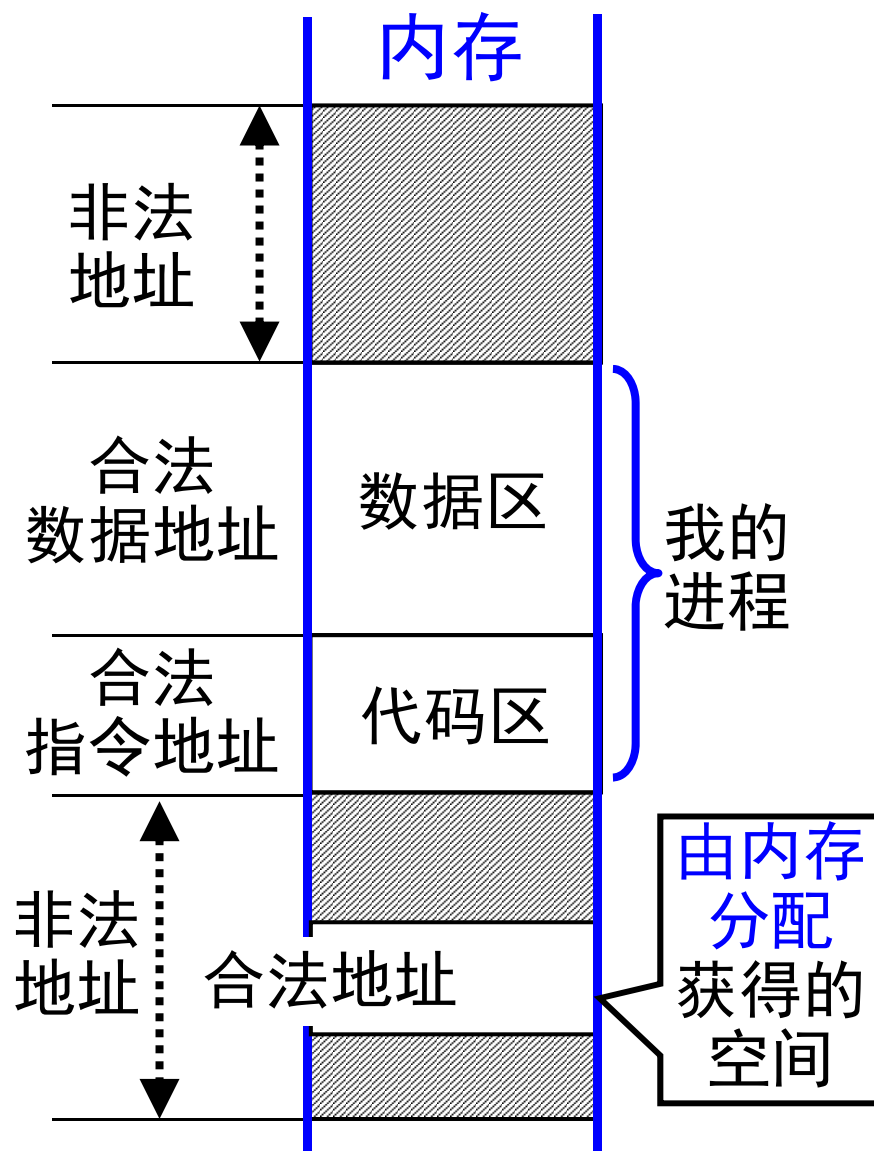 内存
非法
地址
合法
数据地址
数据区
我的
进程
合法
指令地址
代码区
非法
地址
合法地址
由内存
分配
获得的
空间